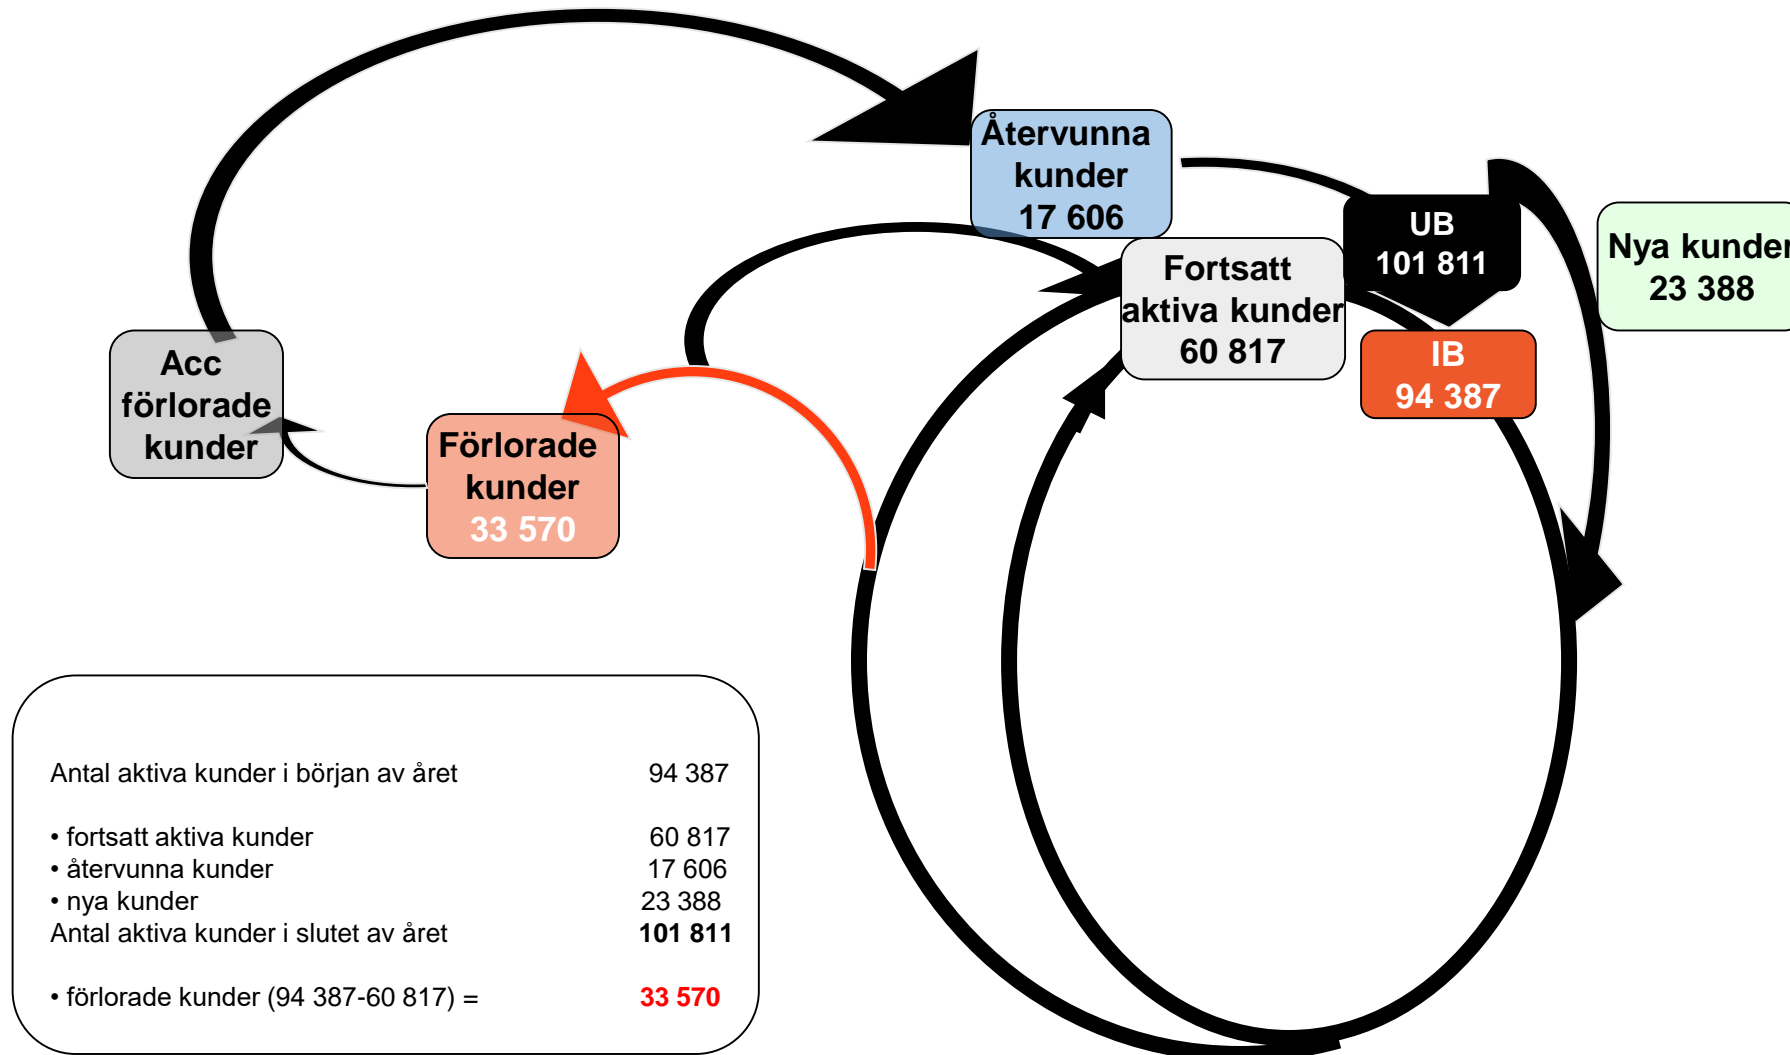 Återvunna
kunder
17 606
UB
101 811
Nya kunder
23 388
Fortsatt
aktiva kunder
60 817
IB
94 387
Acc
förlorade
kunder
Förlorade
kunder
33 570
Antal aktiva kunder i början av året 94 387
• fortsatt aktiva kunder 60 817
• återvunna kunder 17 606
• nya kunder 23 388
Antal aktiva kunder i slutet av året 101 811
• förlorade kunder (94 387-60 817) = 33 570